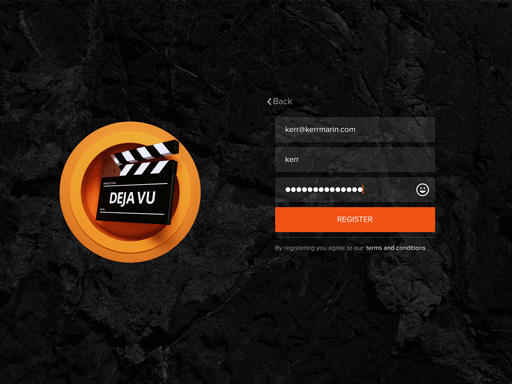 Back
kerr@kerrmarin.com
kerr
●●●●●●●●●●●●●●
DEJA VU
REGISTER
By registering you agree to our terms and conditions